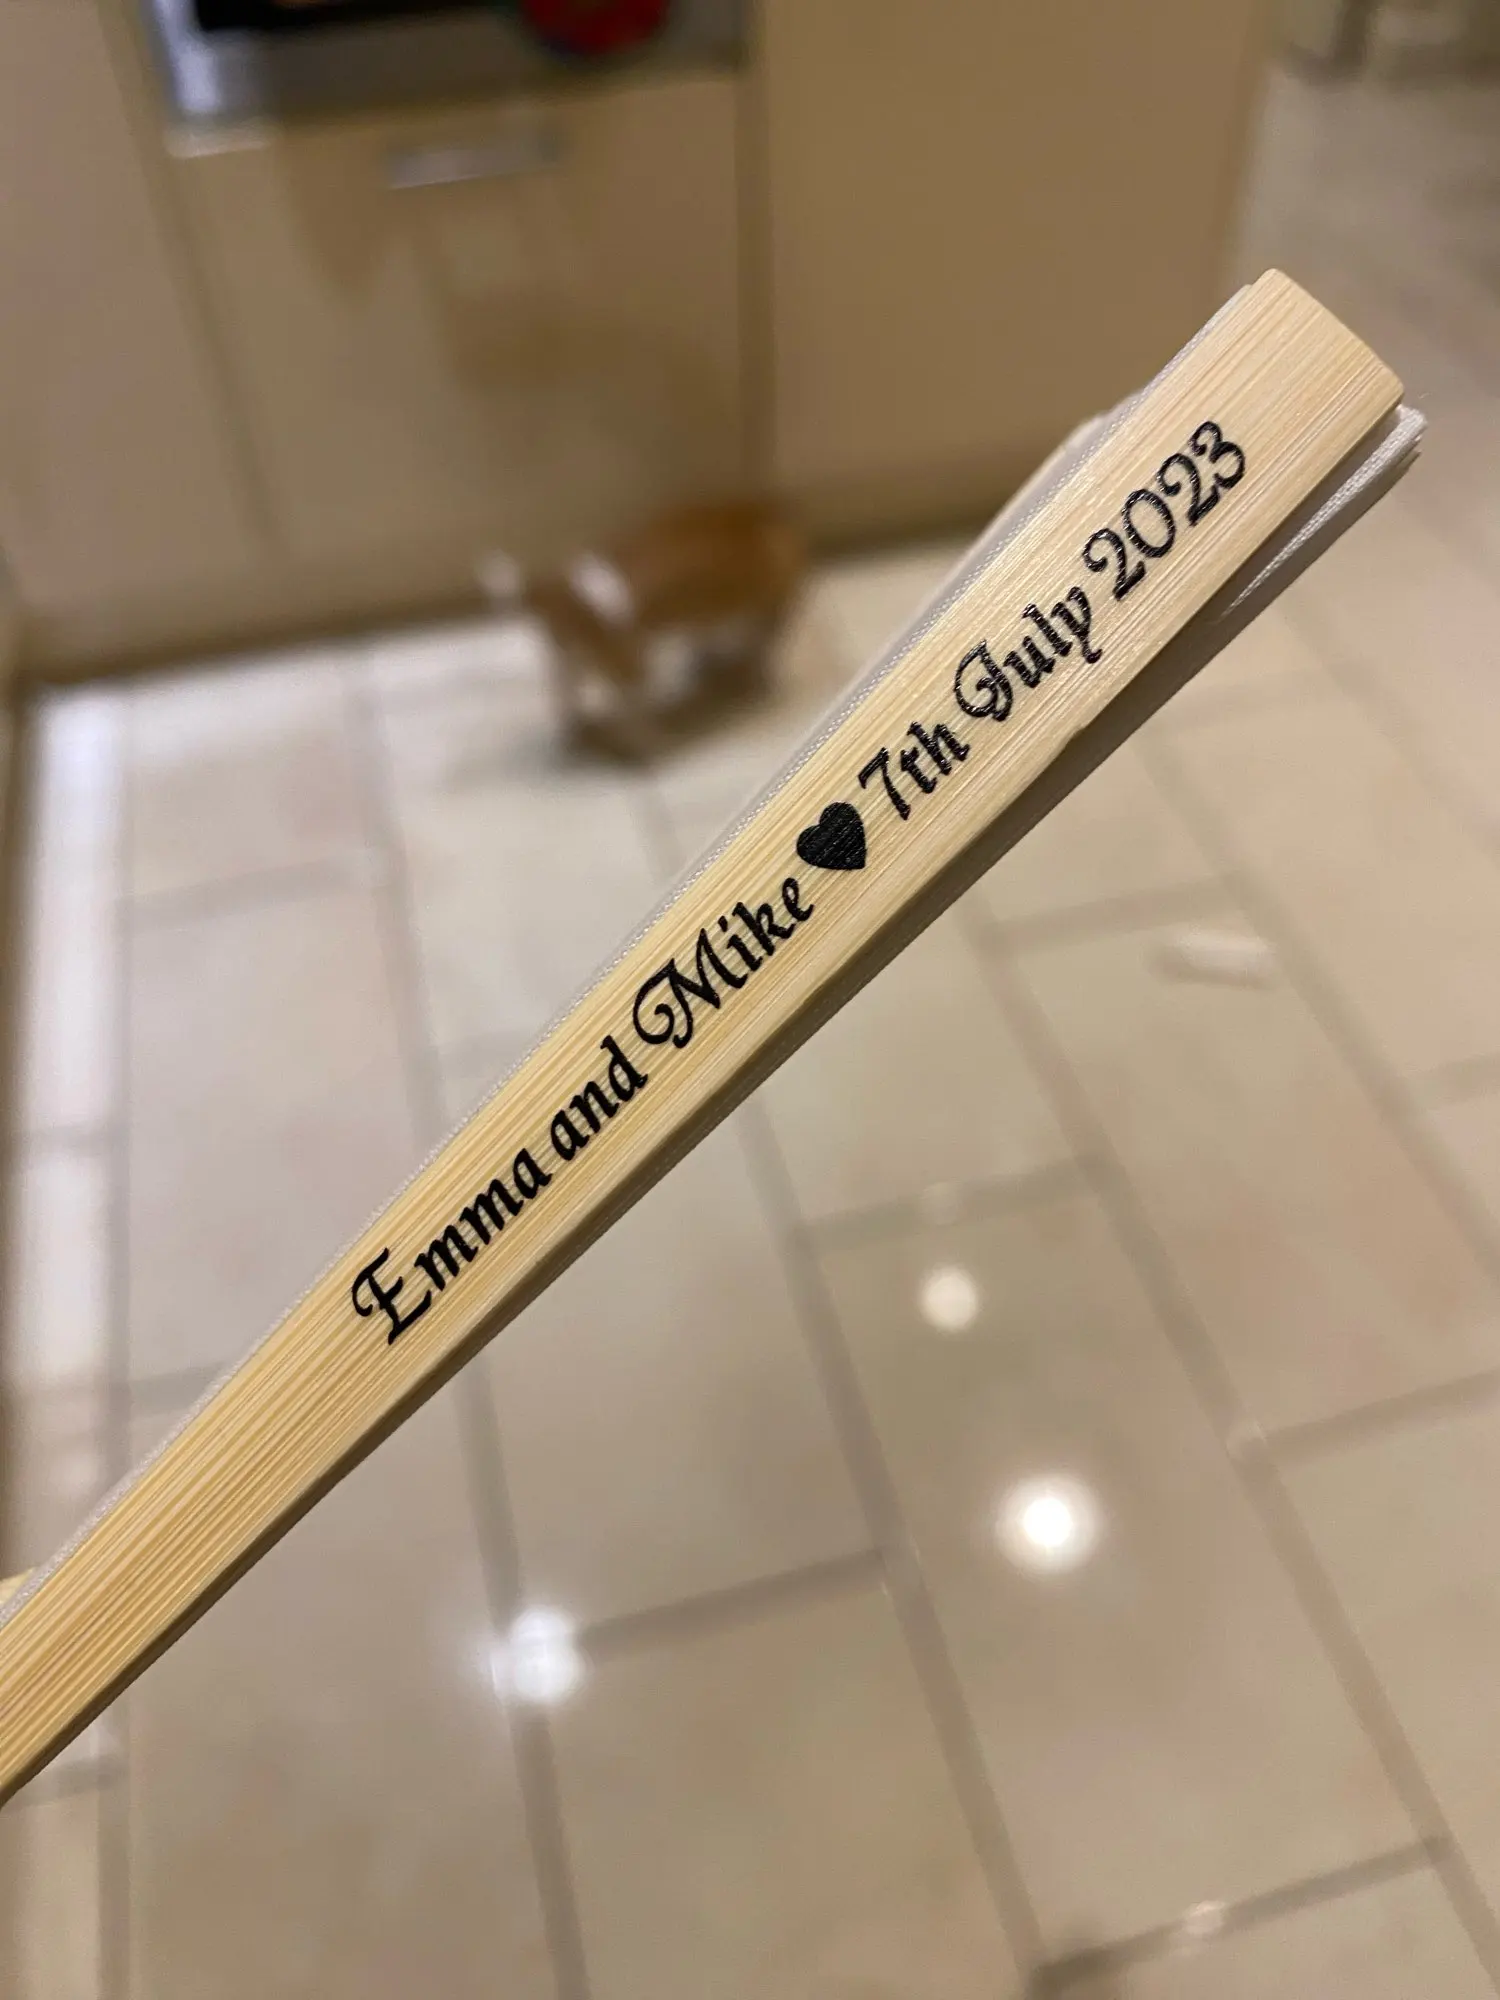 Emma and Mike ♥ 7th July 2023